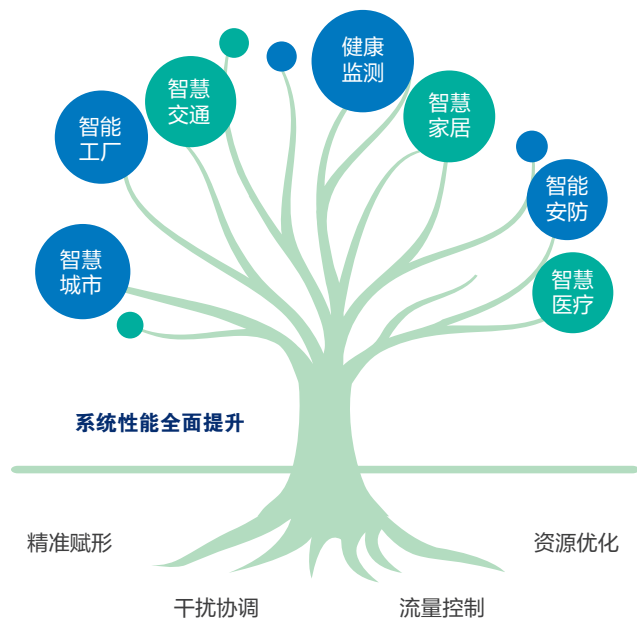 健康
监测
智慧
交通
智慧
家居
智能
工厂
智能
安防
智慧
城市
智慧
医疗
系统性能全面提升
精准赋形
资源优化
干扰协调
流量控制